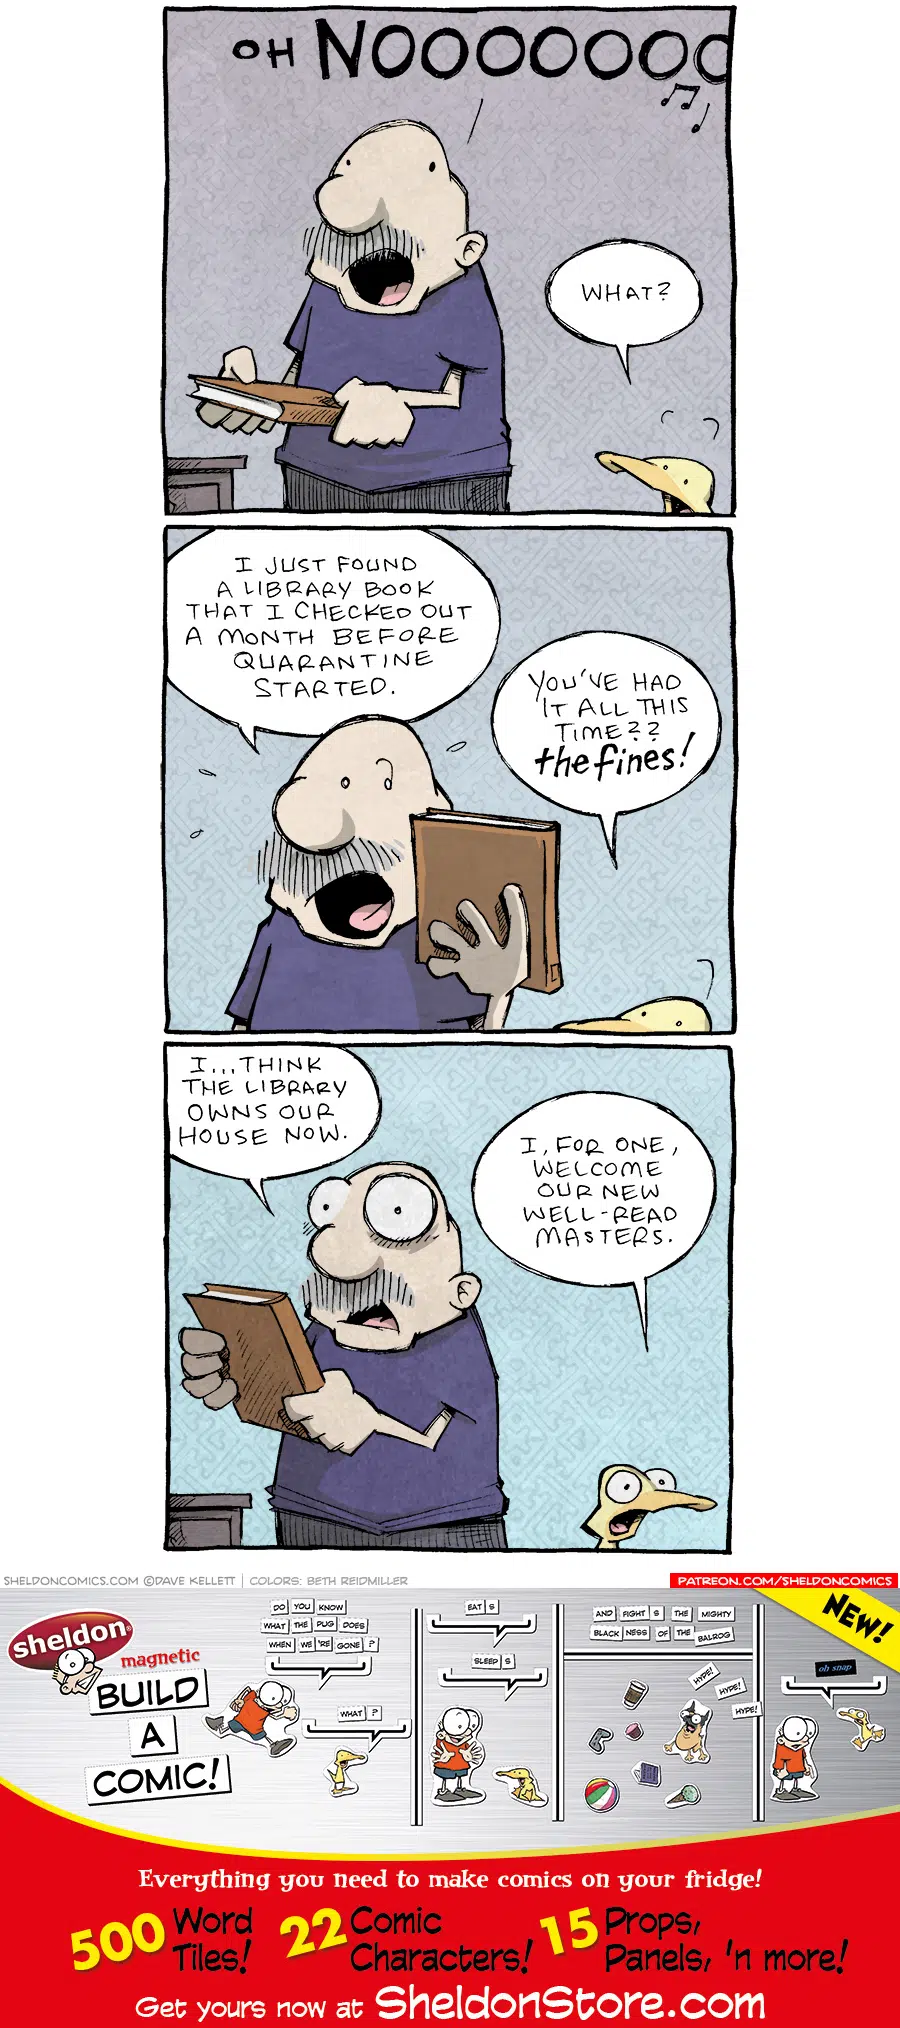 OH NOOOOOOO
WHAT?
I JUST FOUND
A LIBRARY BOOK
THAT I CHECKED OUT
A MONTH BEFORE
QUARANTINE
STARTED.
YOU'VE HAD
IT ALL THIS
TIME??
the fines!
I...THINK
THE LIBRARY
OWNS OUR
HOUSE NOW.
I, FOR ONE,
WELCOME
OUR NEW
WELL-READ
MASTERS.
SHELDONCOMICS.COM ©DAVE KELLETT | COLORS: BETH REIDMILLER
PATREON.COM/SHELDONCOMICS
sheldon®
magnetic
BUILD
A
COMIC!
DO YOU KNOW
WHAT THE PUG DOES
WHEN WE 'RE GONE ?
WHAT ?
EAT S
SLEEP S
AND FIGHT S THE MIGHTY
BLACK NESS OF THE BALROG
HYPE!
HYPE!
HYPE!
oh snap
NEW!
Everything you need to make comics on your fridge!
500 Word
Tiles!
22 Comic
Characters!
15 Props,
Panels, 'n more!
Get yours now at SheldonStore.com